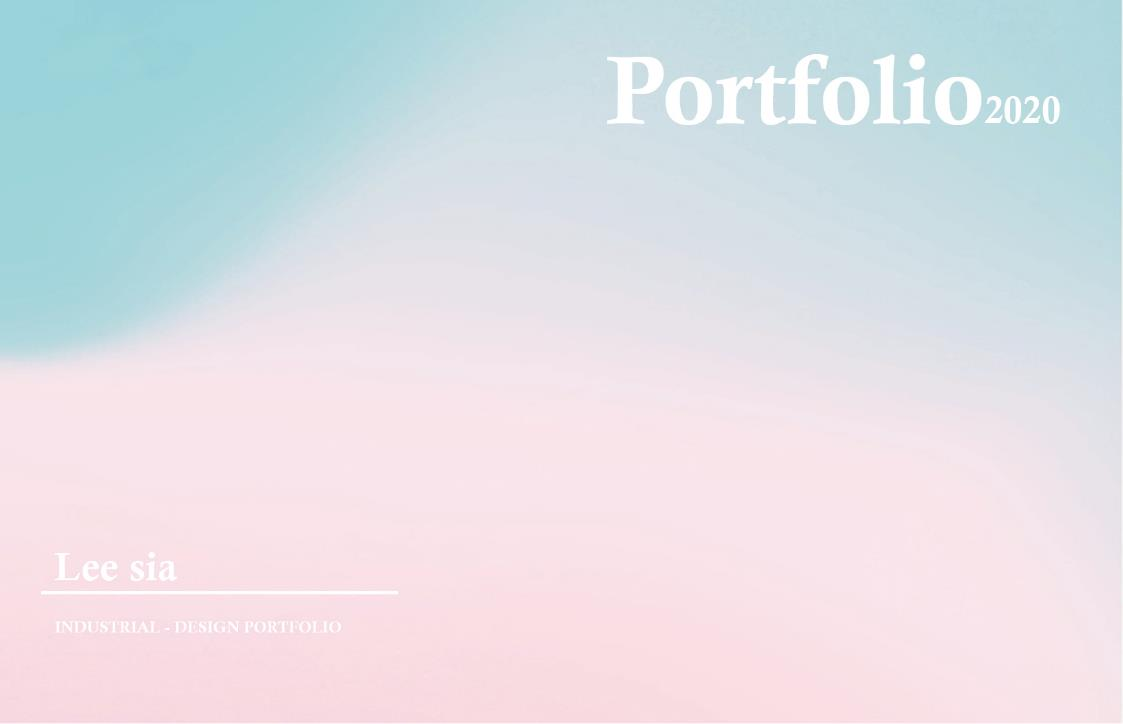 Portfolio2020
Lee sia
INDUSTRIAL - DESIGN PORTFOLIO